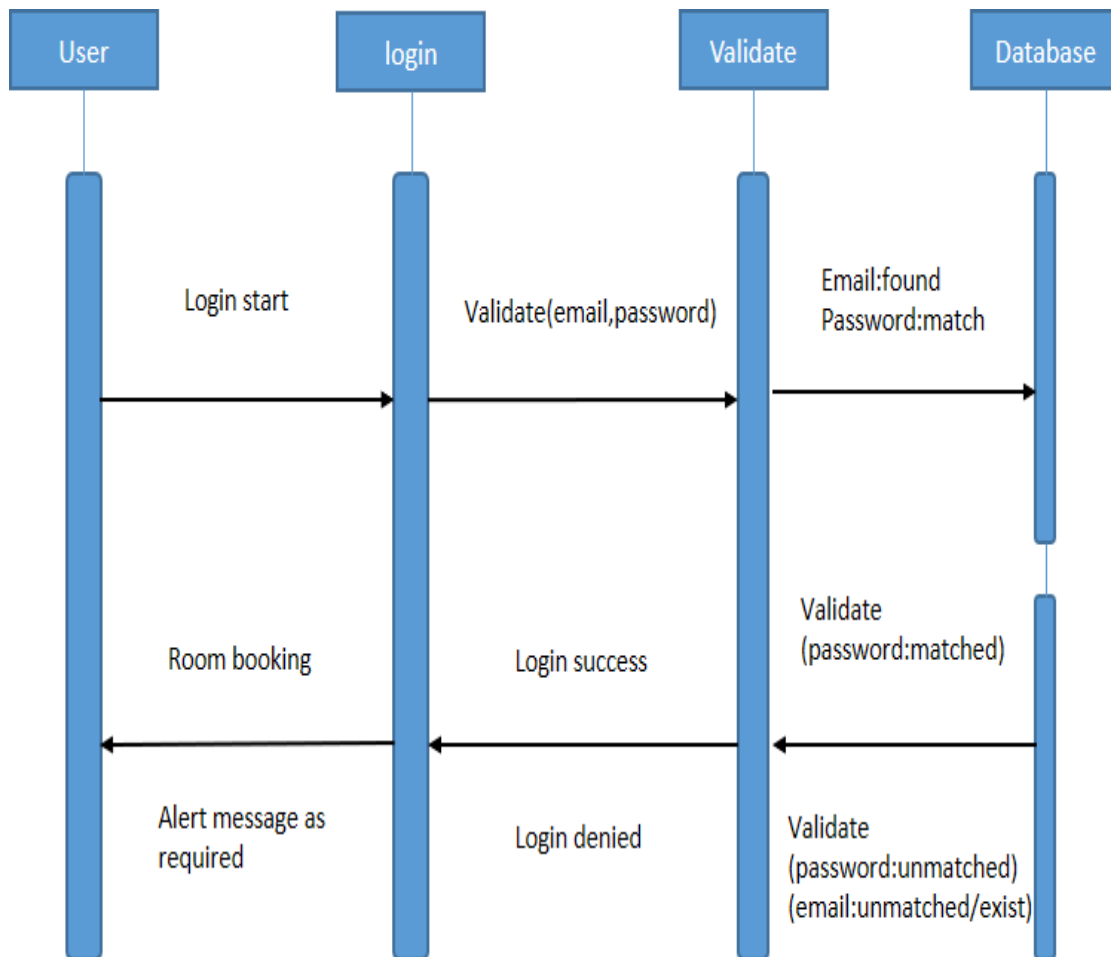 User
login
Validate
Database
Login start
Validate(email,password)
Email:found
Password:match
Room booking
Login success
Validate
(password:matched)
Alert message as
required
Login denied
Validate
(password:unmatched)
(email:unmatched/exist)